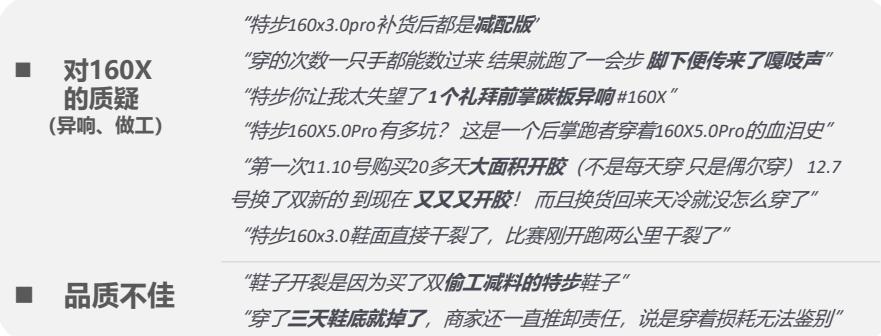 ■ 对160X
的质疑
（异响、做工）
“特步160x3.0pro补货后都是减配版”
“穿的次数一只手都能数过来 结果就跑了一会步 脚下便传来了嘎吱声”
“特步你让我太失望了 1个礼拜前掌碳板异响 #160X”
“特步160X5.0Pro有多坑？ 这是一个后掌跑者穿着160X5.0Pro的血泪史”
“第一次11.10号购买20多天大面积开胶（不是每天穿 只是偶尔穿） 12.7
号换了双新的 到现在 又又又开胶！ 而且换货回来天冷就没怎么穿了”
“特步160x3.0鞋面直接干裂了，比赛刚开跑两公里干裂了”
■ 品质不佳
“鞋子开裂是因为买了双偷工减料的特步鞋子”
“穿了三天鞋底就掉了，商家还一直推卸责任，说是穿着损耗无法鉴别”